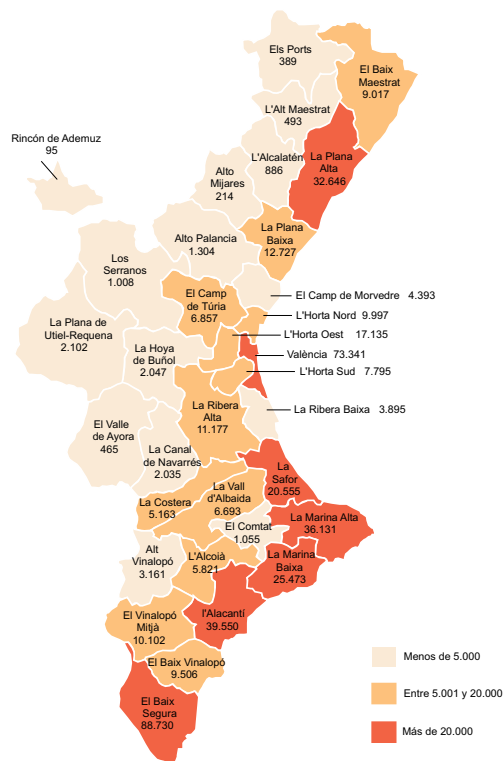 Els Ports
389
El Baix
Maestrat
9.017
L'Alt Maestrat
493
Rincón de Ademuz
95
L'Alcalatén
886
La Plana
Alta
32.646
Alto
Mijares
214
La Plana
Baixa
12.727
Alto Palancia
1.304
Los
Serranos
1.008
El Camp
de Túria
6.857
El Camp de Morvedre 4.393
L'Horta Nord 9.997
La Plana de
Utiel-Requena
2.102
L'Horta Oest 17.135
La Hoya
de Buñol
2.047
València 73.341
L'Horta Sud 7.795
La Ribera
Alta
11.177
La Ribera Baixa 3.895
El Valle
de Ayora
465
La Canal
de Navarrés
2.035
La
Safor
20.555
La Vall
d'Albaida
6.693
La Costera
5.163
La Marina Alta
36.131
El Comtat
1.055
Alt
Vinalopó
3.161
L'Alcoià
5.821
La Marina
Baixa
25.473
El Vinalopó
Mitjà
10.102
l'Alacantí
39.550
El Baix Vinalopó
9.506
El Baix
Segura
88.730
Menos de 5.000
Entre 5.001 y 20.000
Más de 20.000